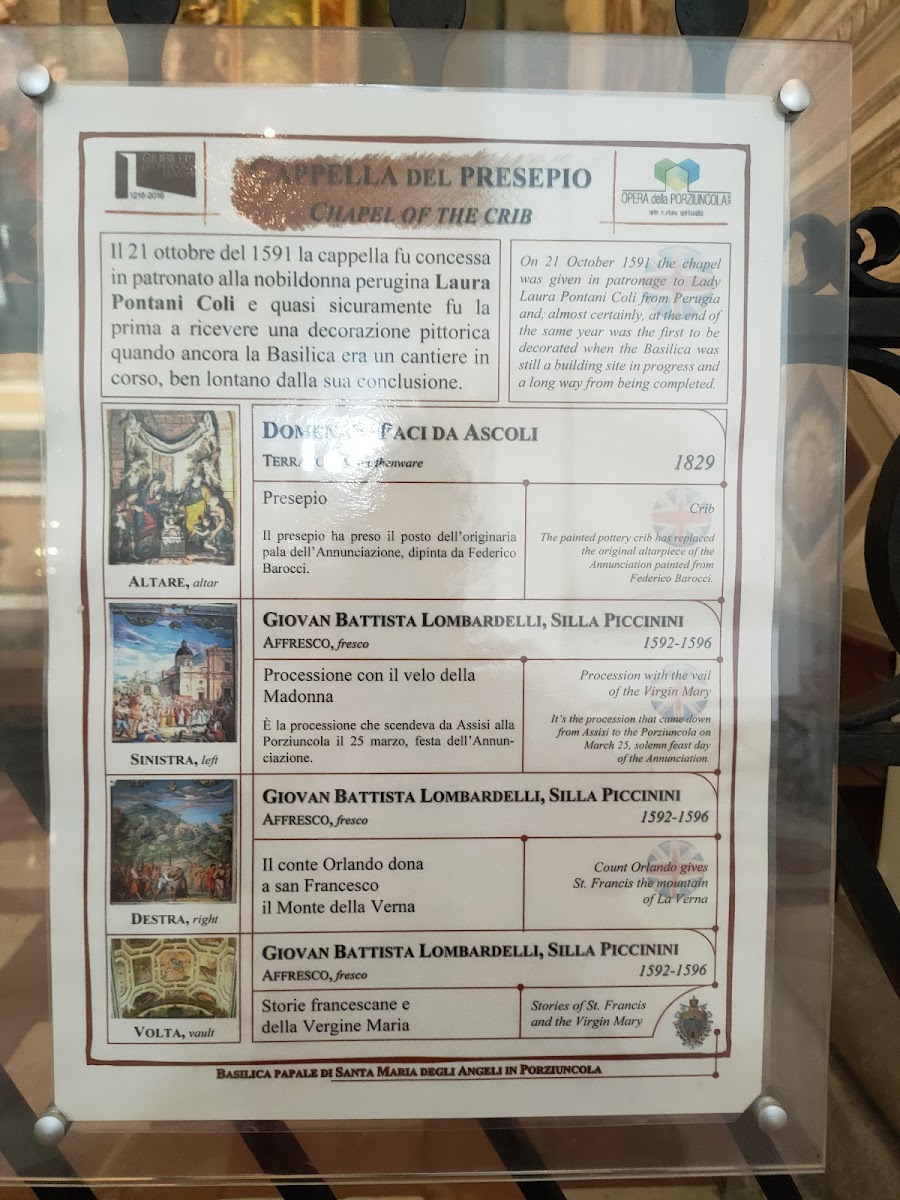 GIUBILEO
1216-2016
CAPPELLA DEL PRESEPIO
CHAPEL OF THE CRIB
OPERA della PORZIUNCOLA
arte cultura spiritualità
Il 21 ottobre del 1591 la cappella fu concessa
in patronato alla nobildonna perugina Laura
Pontani Coli e quasi sicuramente fu la
prima a ricevere una decorazione pittorica
quando ancora la Basilica era un cantiere in
corso, ben lontano dalla sua conclusione.
On 21 October 1591 the chapel
was given in patronage to Lady
Laura Pontani Coli from Perugia
and, almost certainly, at the end of
the same year was the first to be
decorated when the Basilica was
still a building site in progress and
a long way from being completed.
ALTARE, altar
PACI DA ASCOLI
1829
Presepio
Il presepio ha preso il posto dell'originaria
pala dell'Annunciazione, dipinta da Federico
Barocci.
Crib
The painted pottery crib has replaced
the original altarpiece of the
Annunciation painted from
Federico Barocci.
SINISTRA, left
GIOVAN BATTISTA LOMBARDELLI, SILLA PICCININI
AFFRESCO, fresco
1592-1596
Processione con il velo della
Madonna
È la processione che scendeva da Assisi alla
Porziuncola il 25 marzo, festa dell'Annun-
ciazione.
Procession with the veil
of the Virgin Mary
It's the procession that came down
from Assisi to the Porziuncola on
March 25, solemn feast day
of the Annunciation.
DESTRA, right
GIOVAN BATTISTA LOMBARDELLI, SILLA PICCININI
AFFRESCO, fresco
1592-1596
Il conte Orlando dona
a san Francesco
il Monte della Verna
Count Orlando gives
St. Francis the mountain
of La Verna
VOLTA, vault
GIOVAN BATTISTA LOMBARDELLI, SILLA PICCININI
AFFRESCO, fresco
1592-1596
Storie francescane e
della Vergine Maria
Stories of St. Francis
and the Virgin Mary
BASILICA PAPALE DI SANTA MARIA DEGLI ANGELI IN PORZIUNCOLA